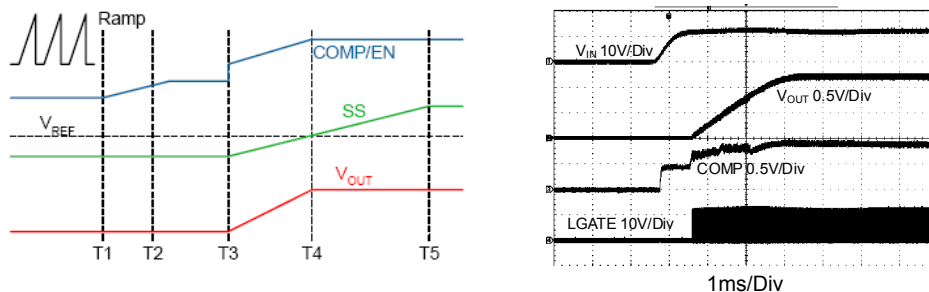 Ramp
COMP/EN
V_REF
SS
V_OUT
T1 T2 T3 T4 T5
V_IN 10V/Div
V_OUT 0.5V/Div
COMP 0.5V/Div
LGATE 10V/Div
1ms/Div